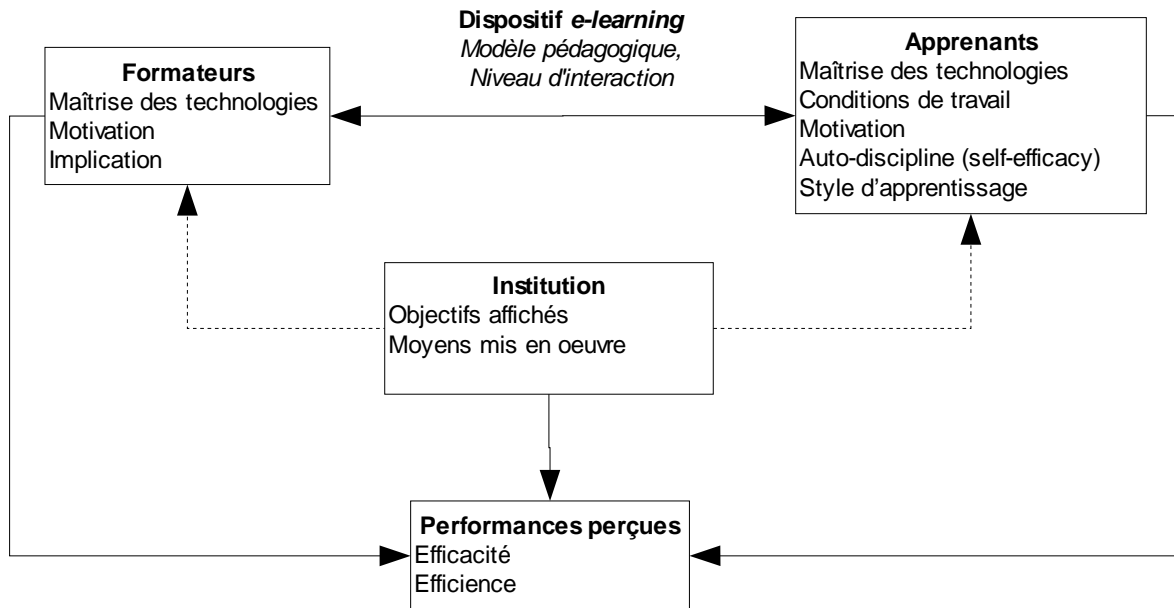 Dispositif e-learning
Modèle pédagogique,
Niveau d'interaction
Formateurs
Maîtrise des technologies
Motivation
Implication
Apprenants
Maîtrise des technologies
Conditions de travail
Motivation
Auto-discipline (self-efficacy)
Style d’apprentissage
Institution
Objectifs affichés
Moyens mis en oeuvre
Performances perçues
Efficacité
Efficience